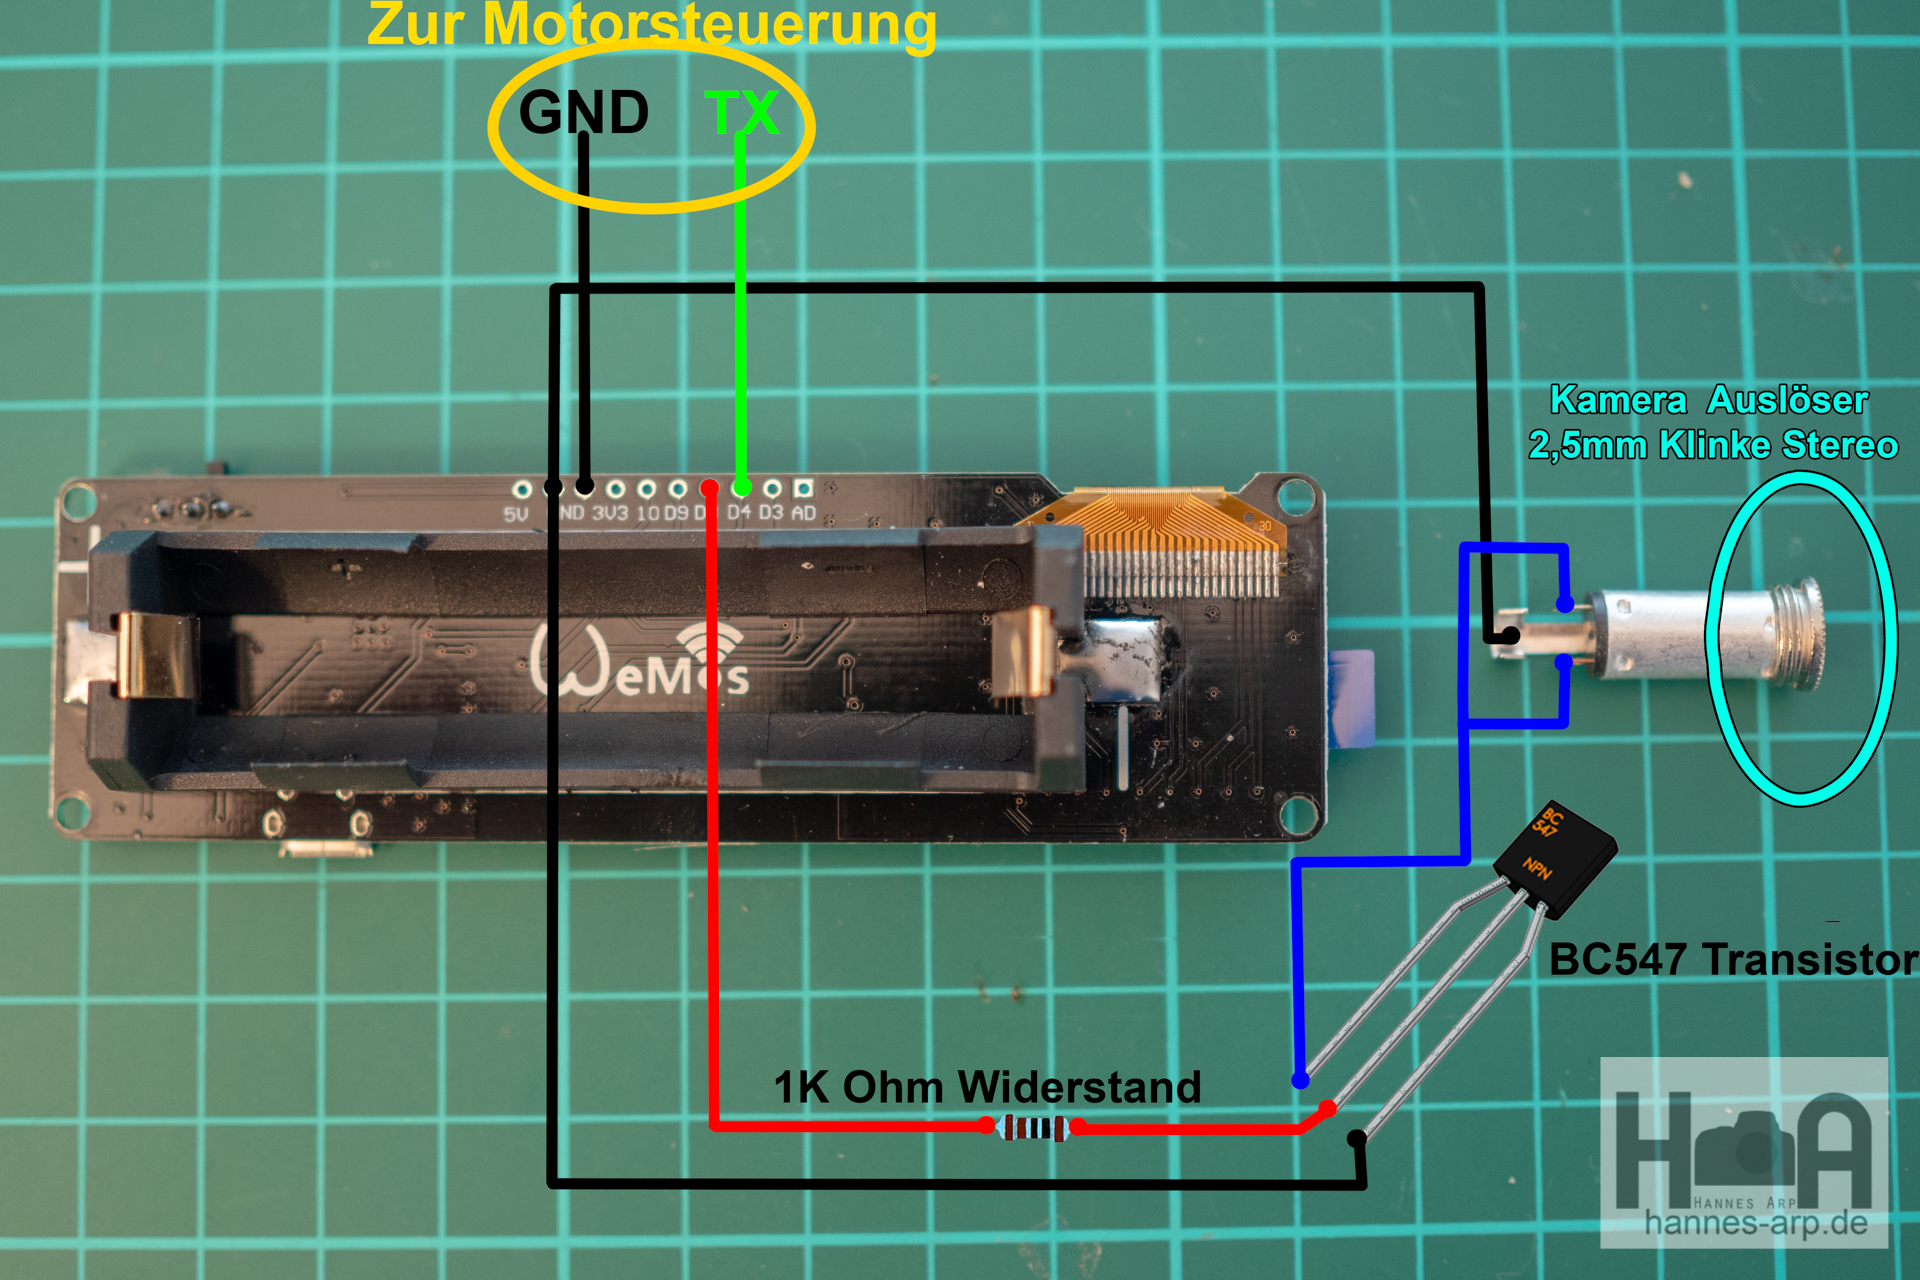 Zur Motorsteuerung
GND TX
Kamera Auslöser
2,5mm Klinke Stereo
5V ND 3V3 10 D9 D D4 D3 AD
30
WeMos
BC
547
NPN
BC547 Transistor
1K Ohm Widerstand
HA
HANNES ARP
hannes-arp.de